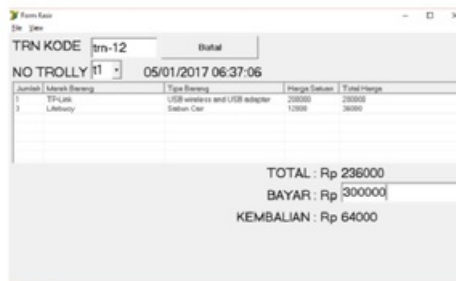 Form Kasir
File View
TRN KODE trn-12 Batal
NO TROLLY t1 05/01/2017 06:37:06
Jumlah Merek Barang Tipe Barang Harga Satuan Total Harga
1 TP-Link USB wireless and USB adapter 200000 200000
3 Lifebuoy Sabun Cair 12000 36000
TOTAL : Rp 236000
BAYAR : Rp 300000
KEMBALIAN : Rp 64000